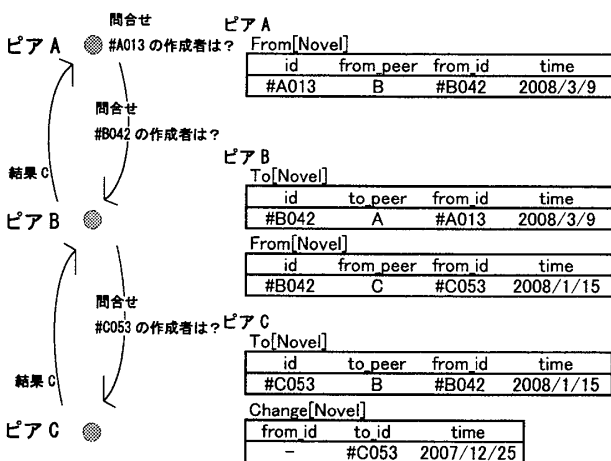 問合せ
ピア A
#A013 の作成者は?
問合せ
#B042 の作成者は?
結果 C
ピア B
問合せ
#C053 の作成者は?
結果 C
ピア C
ピア A
From[Novel]
id from_peer from_id time
#A013 B #B042 2008/3/9
ピア B
To[Novel]
id to_peer from_id time
#B042 A #A013 2008/3/9
From[Novel]
id from_peer from_id time
#B042 C #C053 2008/1/15
ピア C
To[Novel]
id to_peer from_id time
#C053 B #B042 2008/1/15
Change[Novel]
from_id to_id time
− #C053 2007/12/25